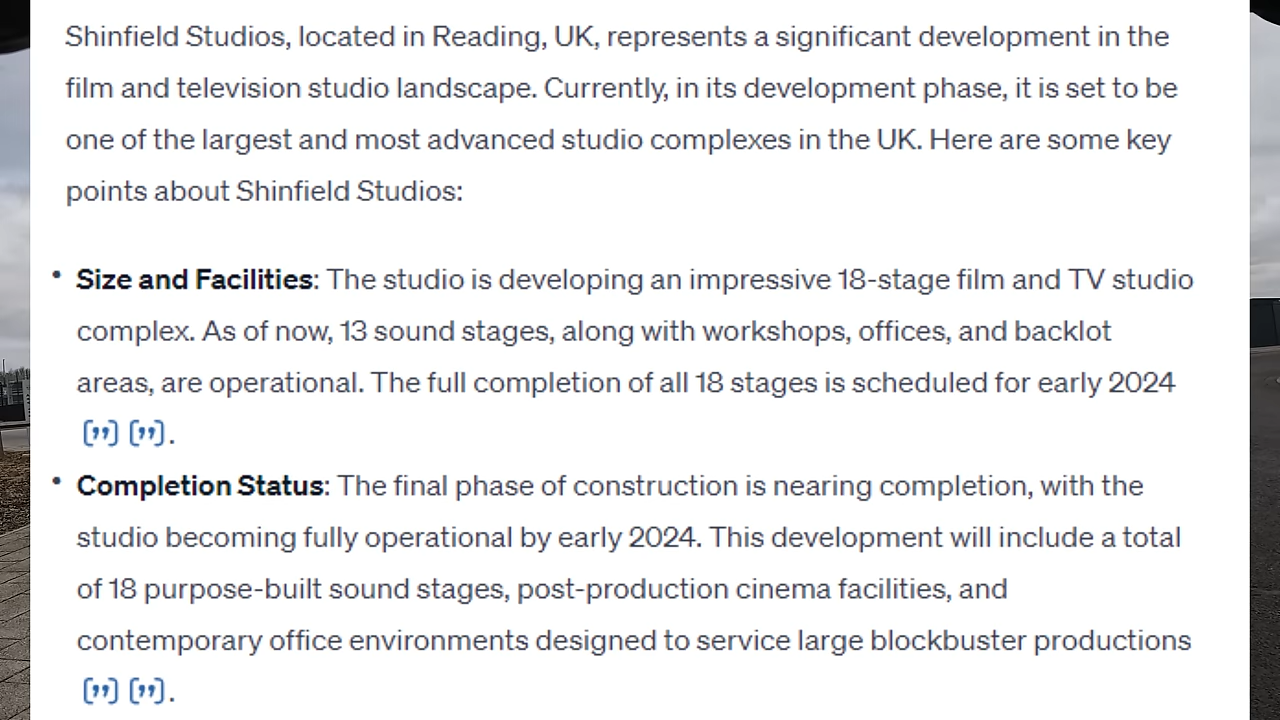 Shinfield Studios, located in Reading, UK, represents a significant development in the
film and television studio landscape. Currently, in its development phase, it is set to be
one of the largest and most advanced studio complexes in the UK. Here are some key
points about Shinfield Studios:
• Size and Facilities: The studio is developing an impressive 18-stage film and TV studio
complex. As of now, 13 sound stages, along with workshops, offices, and backlot
areas, are operational. The full completion of all 18 stages is scheduled for early 2024
[”] [”].
• Completion Status: The final phase of construction is nearing completion, with the
studio becoming fully operational by early 2024. This development will include a total
of 18 purpose-built sound stages, post-production cinema facilities, and
contemporary office environments designed to service large blockbuster productions
[”] [”].